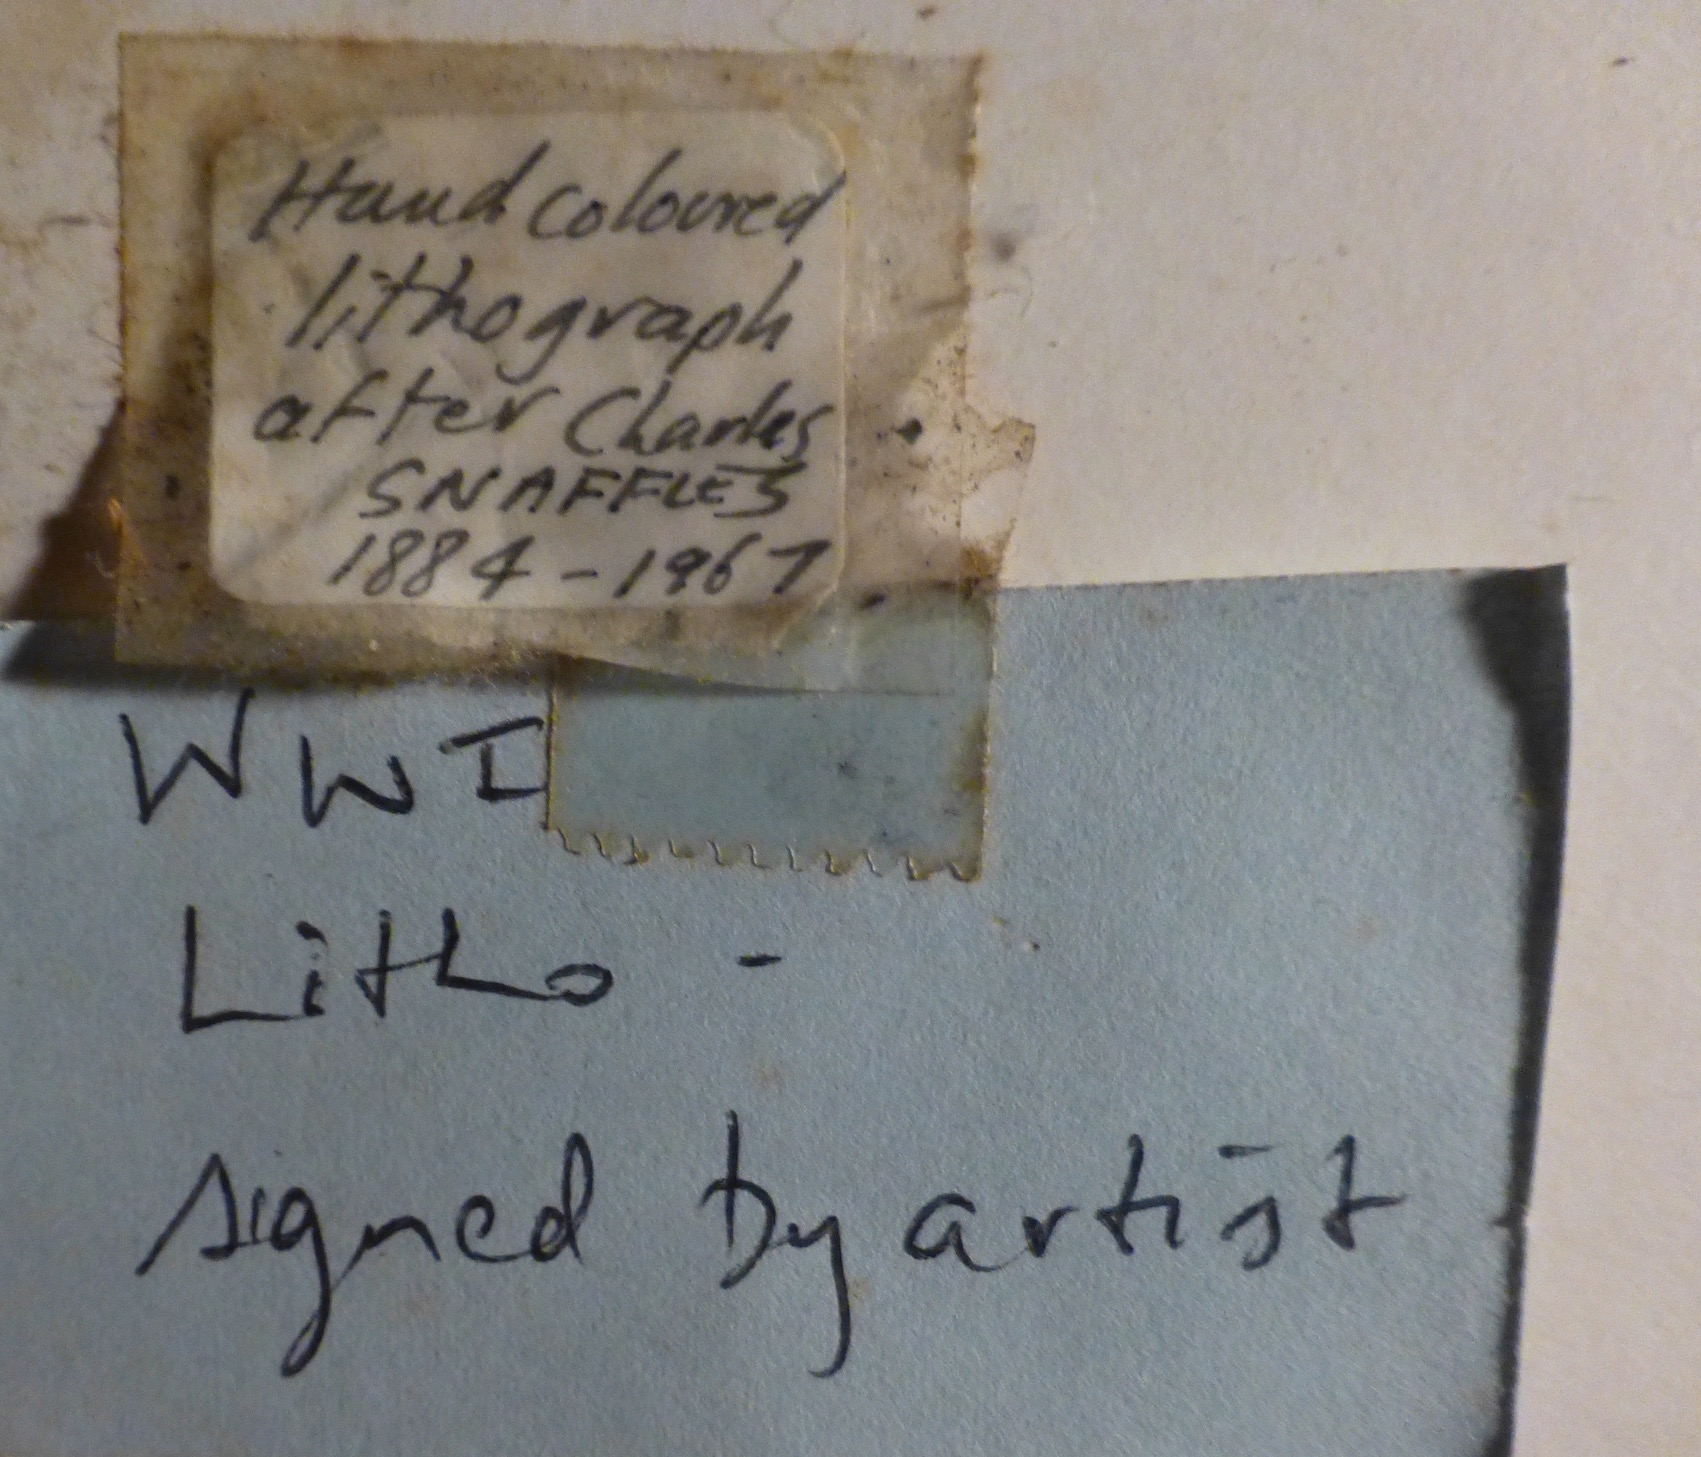 Hand coloured
lithograph
after Charles
SNAFFLES
1884 - 1967
WWI
Litho -
signed by artist